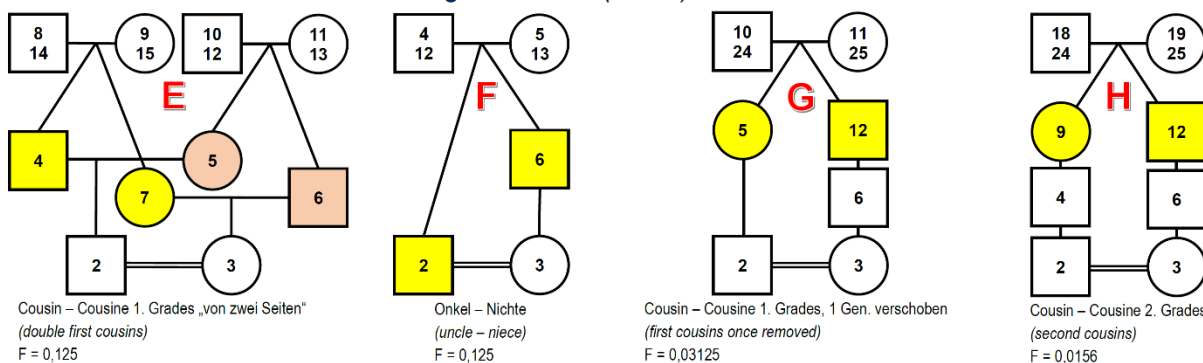 8 14
9 15
10 12
11 13
E
4
5
7
6
2
3
Cousin – Cousine 1. Grades „von zwei Seiten“
(double first cousins)
F = 0,125
4 12
5 13
F
6
2
3
Onkel – Nichte
(uncle – niece)
F = 0,125
10 24
11 25
G
5
12
6
2
3
Cousin – Cousine 1. Grades, 1 Gen. verschoben
(first cousins once removed)
F = 0,03125
18 24
19 25
H
9
12
4
6
2
3
Cousin – Cousine 2. Grades
(second cousins)
F = 0,0156